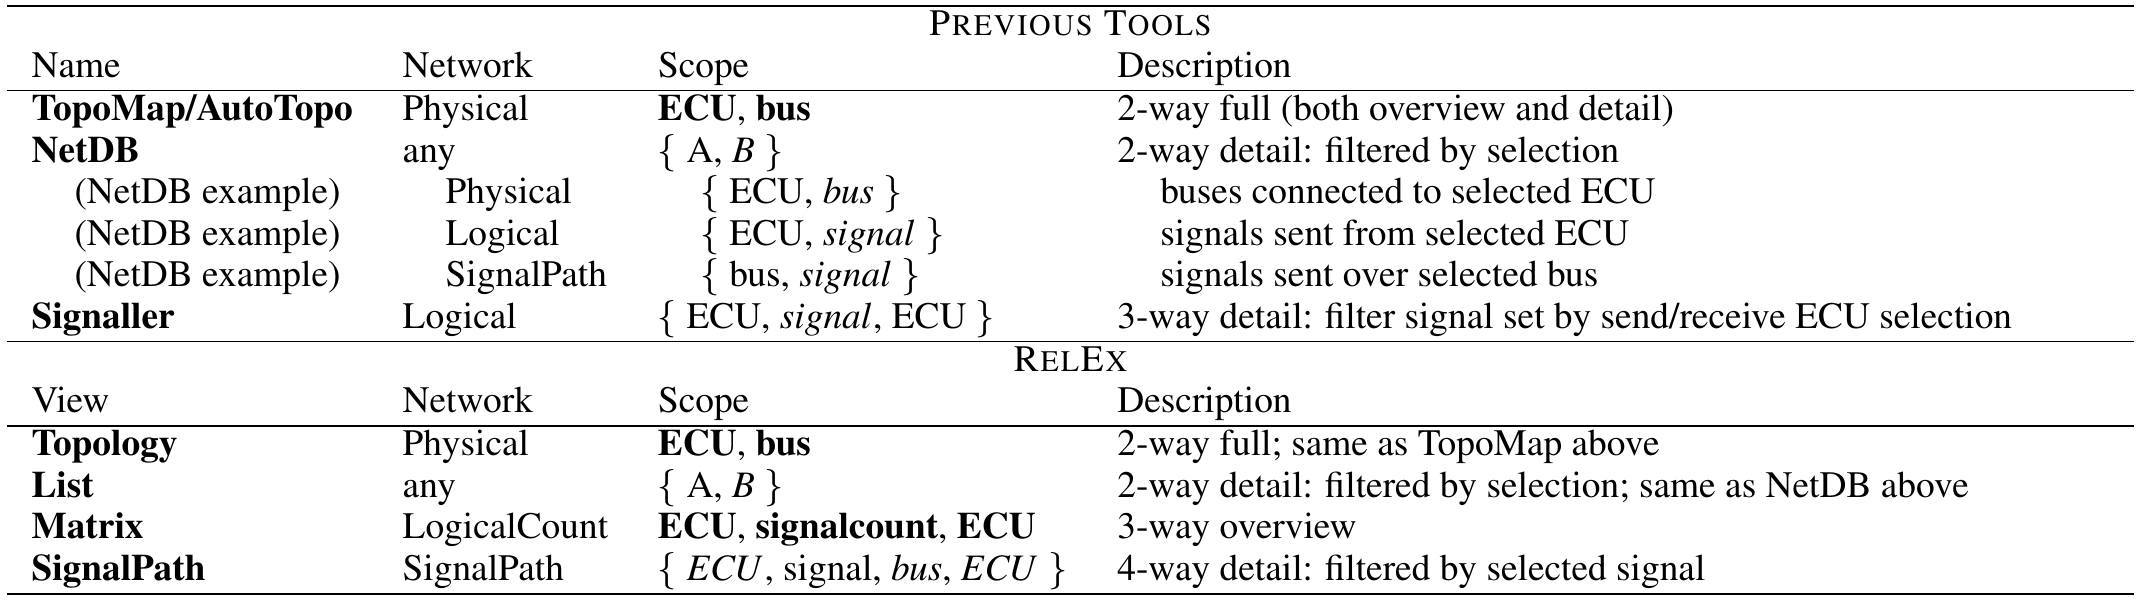 PREVIOUS TOOLS
Name Network Scope Description
TopoMap/AutoTopo Physical ECU, bus 2-way full (both overview and detail)
NetDB any { A, B } 2-way detail: filtered by selection
(NetDB example) Physical { ECU, bus } buses connected to selected ECU
(NetDB example) Logical { ECU, signal } signals sent from selected ECU
(NetDB example) SignalPath { bus, signal } signals sent over selected bus
Signaller Logical { ECU, signal, ECU } 3-way detail: filter signal set by send/receive ECU selection
RELEX
View Network Scope Description
Topology Physical ECU, bus 2-way full; same as TopoMap above
List any { A, B } 2-way detail: filtered by selection; same as NetDB above
Matrix LogicalCount ECU, signalcount, ECU 3-way overview
SignalPath SignalPath { ECU, signal, bus, ECU } 4-way detail: filtered by selected signal